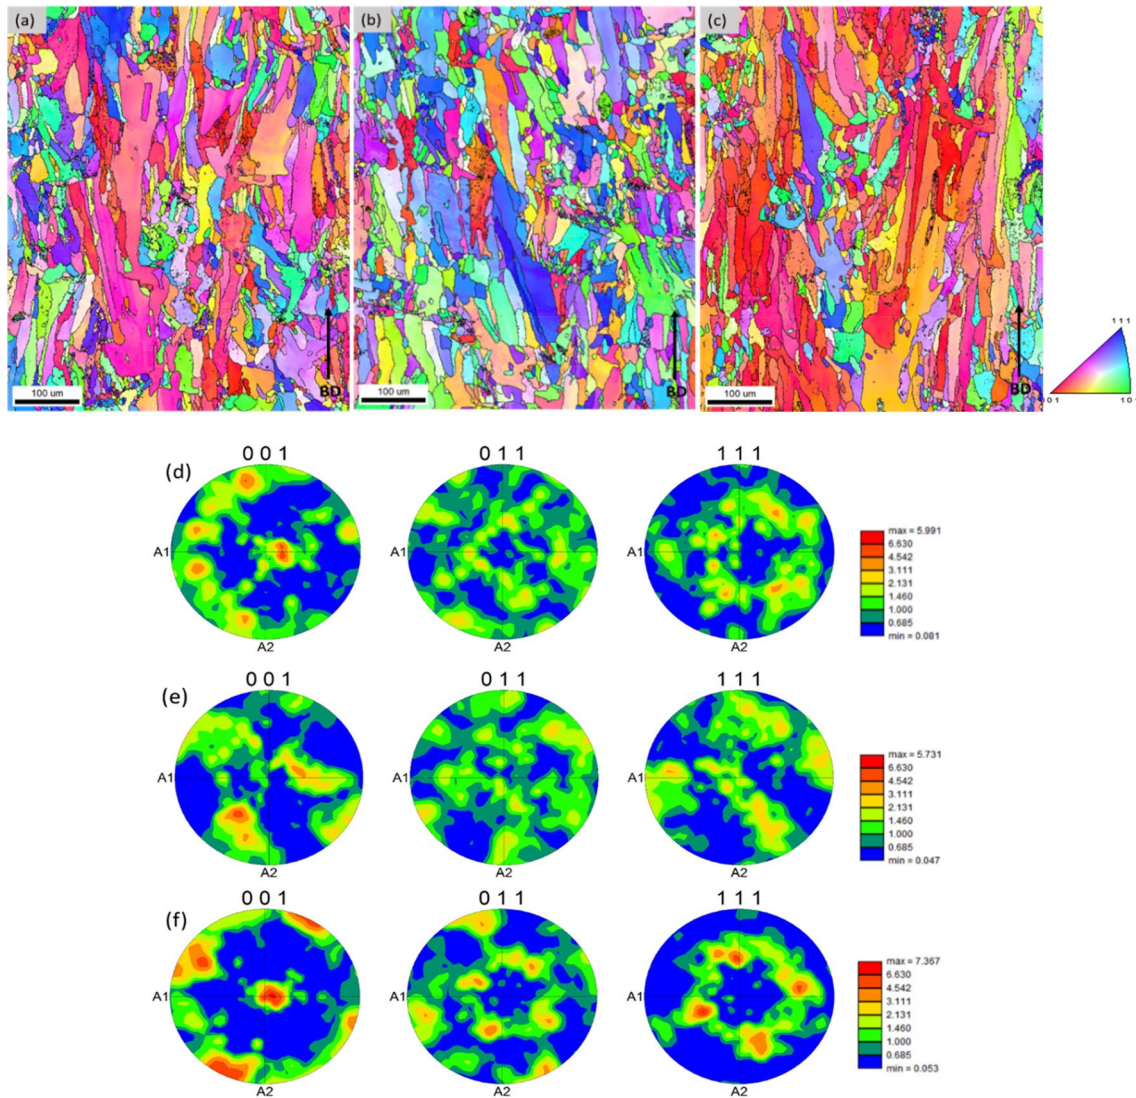 (a) (b) (c)
BD BD BD
100 um 100 um 100 um
1 1 1
0 0 1 1 0
(d)
0 0 1 0 1 1 1 1 1
A1 A1 A1
A2 A2 A2
max = 5.991
6.630
4.542
3.111
2.131
1.460
1.000
0.685
min = 0.081
(e)
0 0 1 0 1 1 1 1 1
A1 A1 A1
A2 A2 A2
max = 5.731
6.630
4.542
3.111
2.131
1.460
1.000
0.685
min = 0.047
(f)
0 0 1 0 1 1 1 1 1
A1 A1 A1
A2 A2 A2
max = 7.367
6.630
4.542
3.111
2.131
1.460
1.000
0.685
min = 0.053